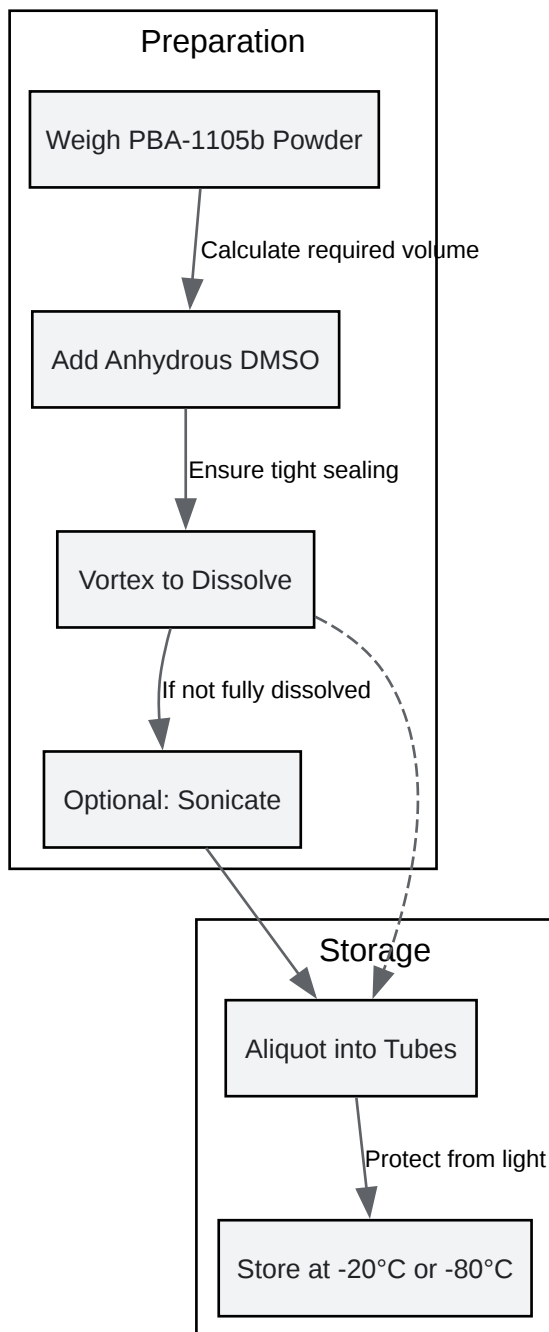 Preparation
Weigh PBA-1105b Powder
Calculate required volume
Add Anhydrous DMSO
Ensure tight sealing
Vortex to Dissolve
If not fully dissolved
Optional: Sonicate
Storage
Aliquot into Tubes
Protect from light
Store at -20°C or -80°C